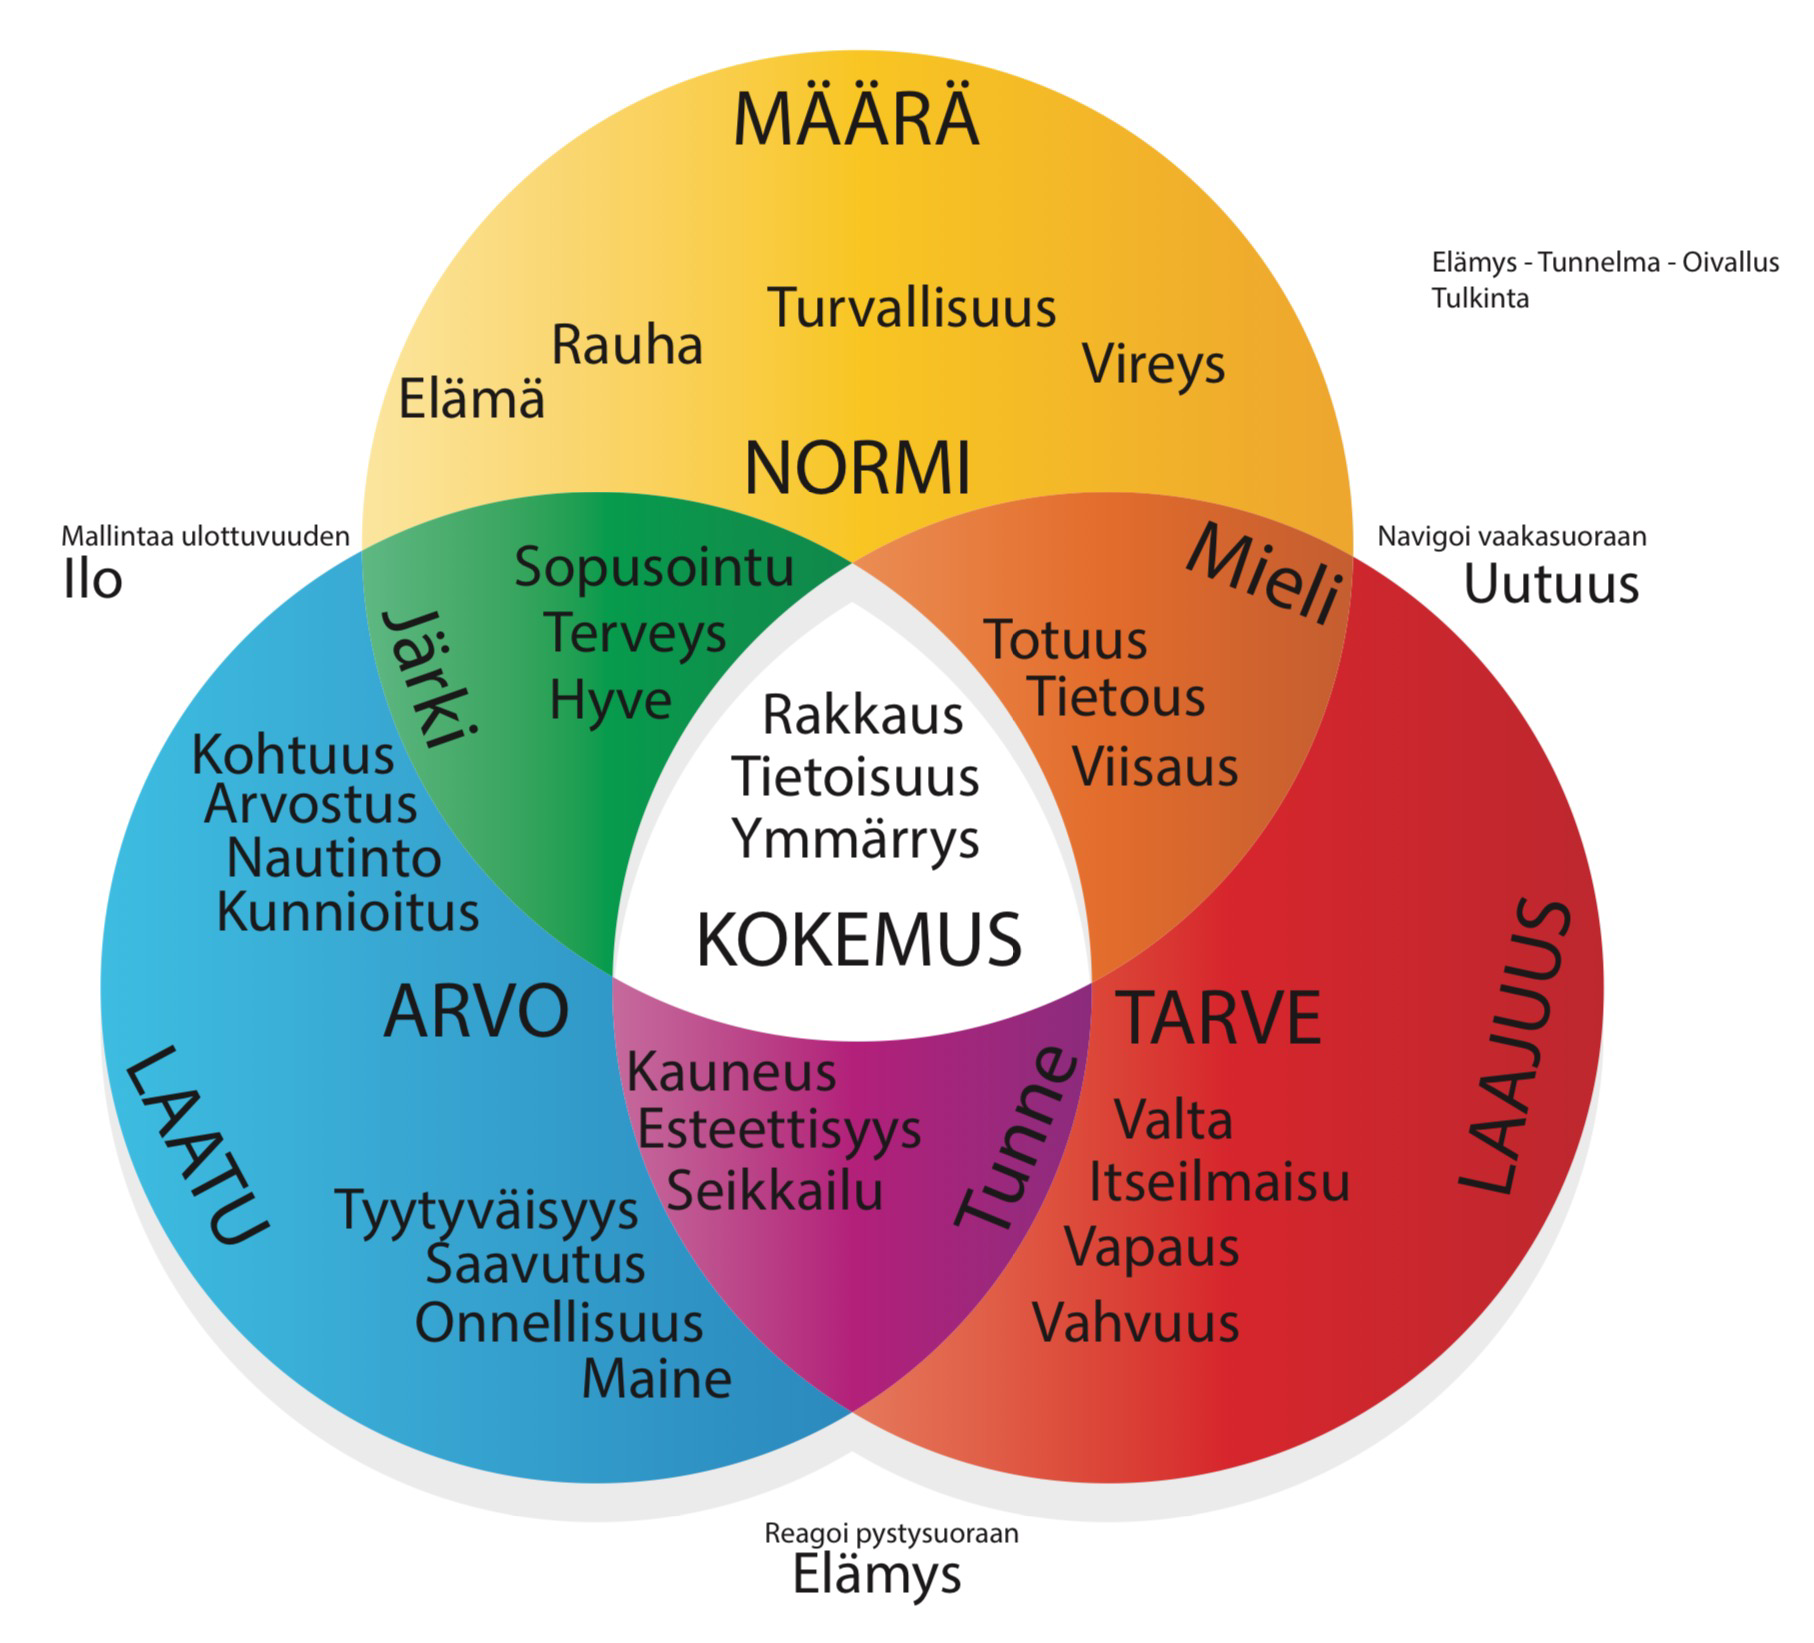 MÄÄRÄ
Elämys - Tunnelma - Oivallus
Tulkinta
Turvallisuus
Rauha
Vireys
Elämä
NORMI
Mallintaa ulottuvuuden
Ilo
Navigoi vaakasuoraan
Uutuus
Järki
Sopusointu
Terveys
Hyve
Mieli
Totuus
Tietous
Viisaus
Rakkaus
Tietoisuus
Ymmärrys
KOKEMUS
Kohtuus
Arvostus
Nautinto
Kunnioitus
ARVO
LAATU
Tyytyväisyys
Saavutus
Onnellisuus
Maine
Kauneus
Esteettisyys
Seikkailu
Tunne
TARVE
LAAJUUS
Valta
Itseilmaisu
Vapaus
Vahvuus
Reagoi pystysuoraan
Elämys